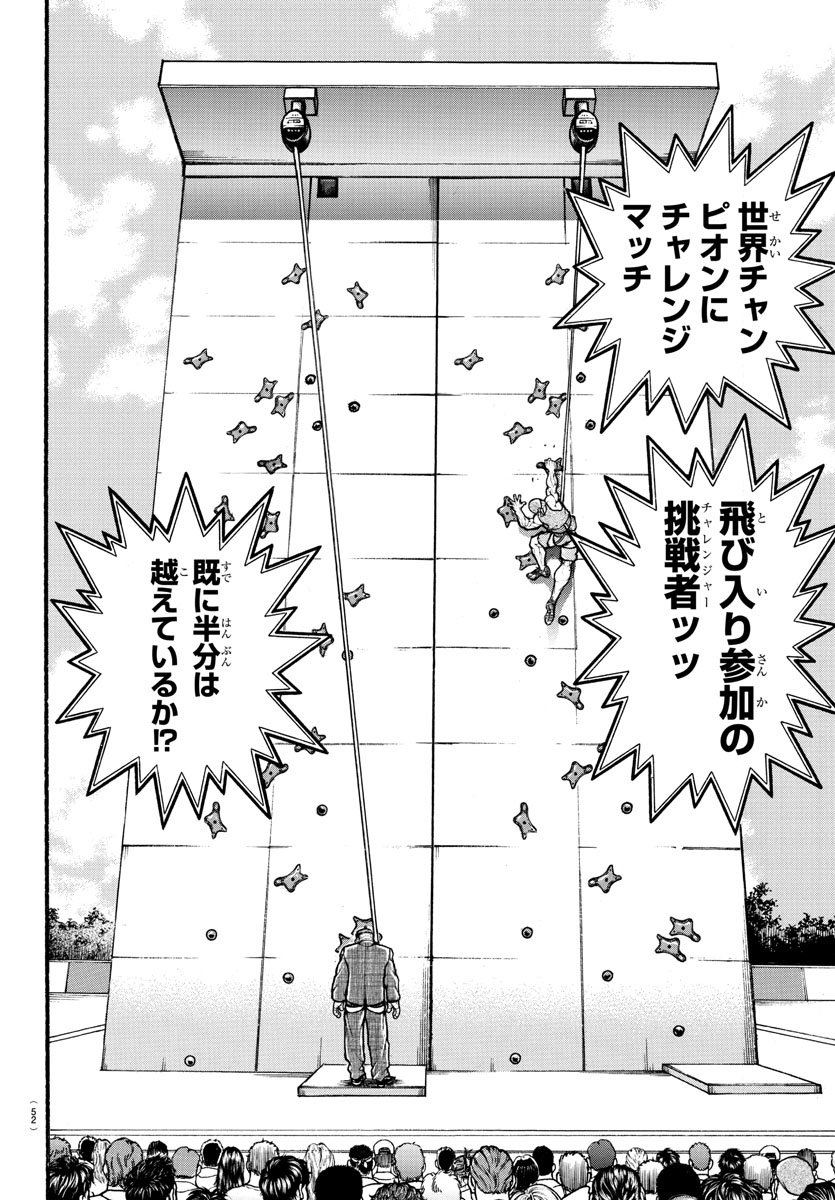 世界チャン
ピオンに
チャレンジ
マッチ
飛び入り参加の
挑戦者ッッ
既に半分は
越えているか!?
(52)